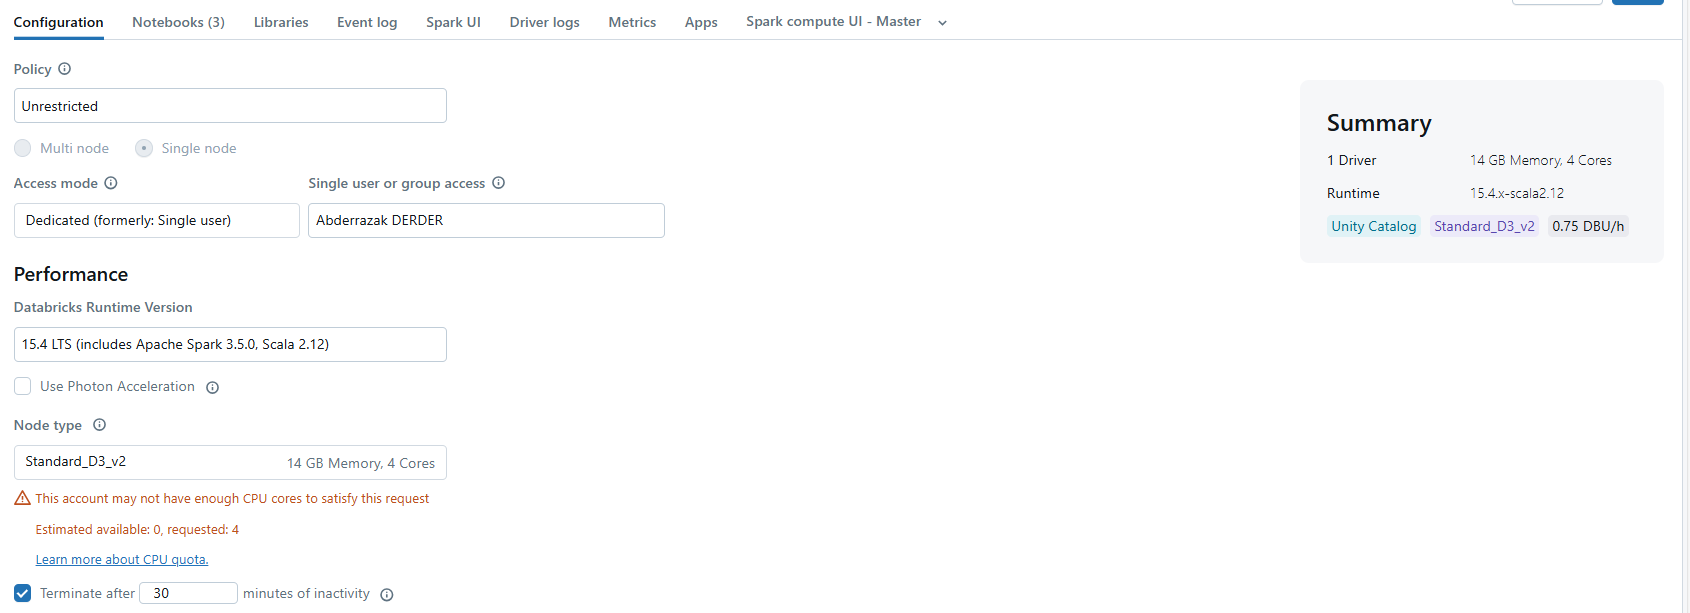 Configuration Notebooks (3) Libraries Event log Spark UI Driver logs Metrics Apps Spark compute UI - Master
Policy
Unrestricted
Multi node Single node
Access mode Single user or group access
Dedicated (formerly: Single user) Abderrazak DERDER
Performance
Databricks Runtime Version
15.4 LTS (includes Apache Spark 3.5.0, Scala 2.12)
Use Photon Acceleration
Node type
Standard_D3_v2 14 GB Memory, 4 Cores
This account may not have enough CPU cores to satisfy this request
Estimated available: 0, requested: 4
Learn more about CPU quota.
Terminate after 30 minutes of inactivity
Summary
1 Driver 14 GB Memory, 4 Cores
Runtime 15.4.x-scala2.12
Unity Catalog Standard_D3_v2 0.75 DBU/h